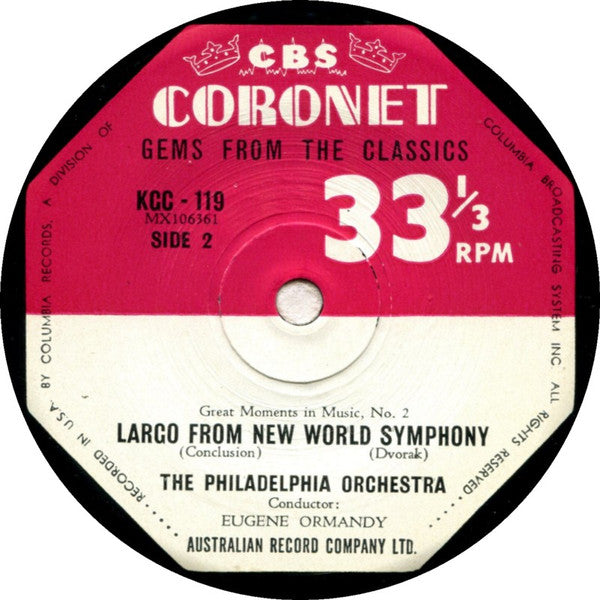 CBS
CORONET
GEMS FROM THE CLASSICS
KCC - 119
MX106361
SIDE 2
33 1/3
RPM
Great Moments in Music, No. 2
LARGO FROM NEW WORLD SYMPHONY
(Conclusion) (Dvorak)
THE PHILADELPHIA ORCHESTRA
Conductor:
EUGENE ORMANDY
AUSTRALIAN RECORD COMPANY LTD.
RECORDED IN U.S.A. BY COLUMBIA RECORDS, A DIVISION OF COLUMBIA BROADCASTING SYSTEM INC ALL RIGHTS RESERVED